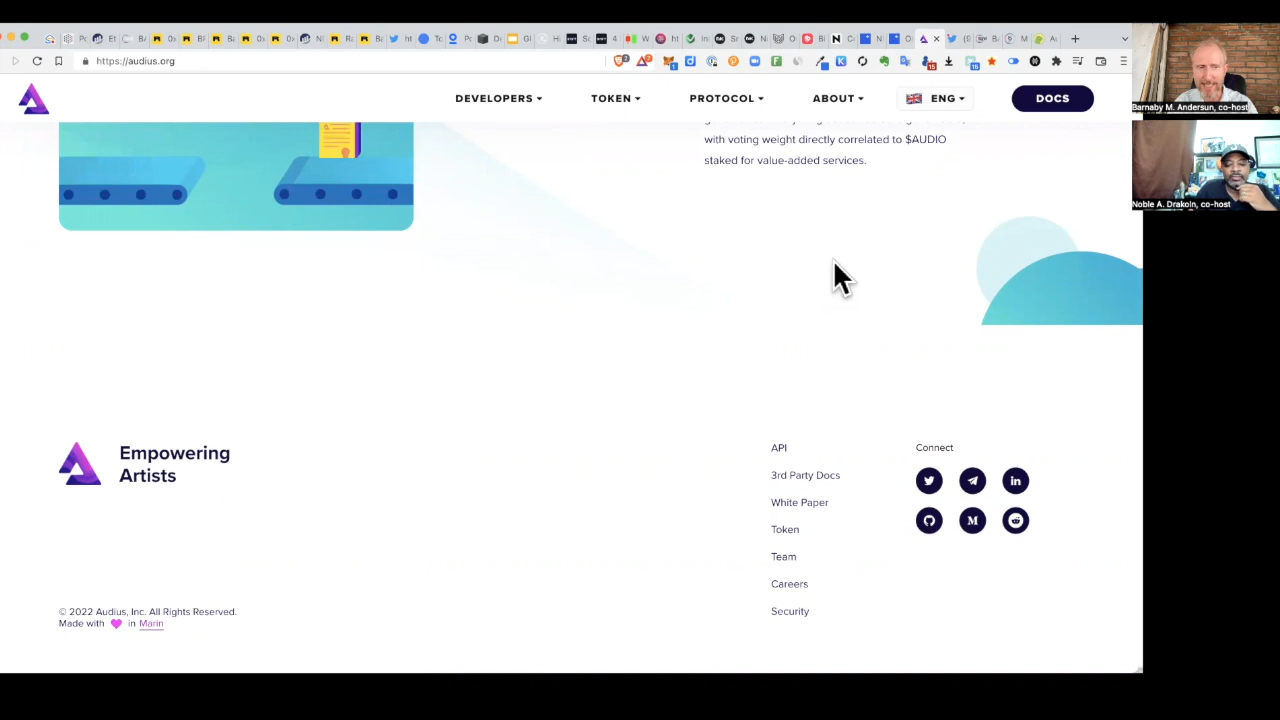 https://audius.org
DEVELOPERS
TOKEN
PROTOCOL
ABOUT
ENG
DOCS
with voting weight directly correlated to $AUDIO
staked for value-added services.
Barnaby M. Andersun, co-host
Noble A. Drakoln, co-host
Empowering
Artists
API
3rd Party Docs
White Paper
Token
Team
Careers
Security
Connect
© 2022 Audius, Inc. All Rights Reserved.
Made with in Marin